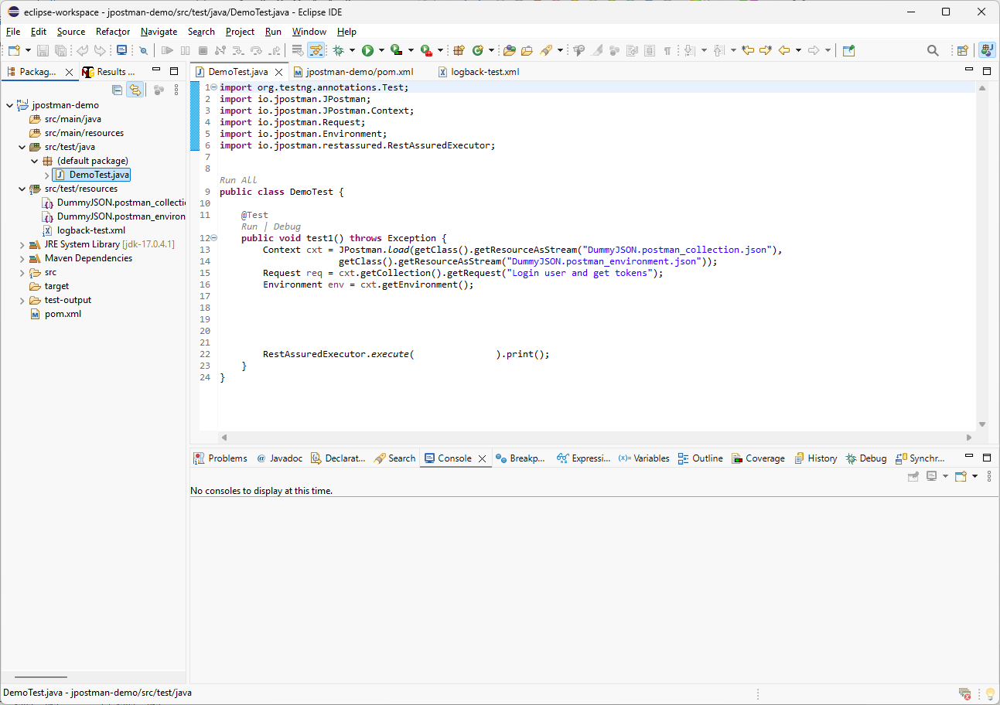 eclipse-workspace - jpostman-demo/src/test/java/DemoTest.java - Eclipse IDE
File Edit Source Refactor Navigate Search Project Run Window Help
Packag... Results ...
jpostman-demo
src/main/java
src/main/resources
src/test/java
(default package)
DemoTest.java
src/test/resources
DummyJSON.postman_collectio
DummyJSON.postman_environ
logback-test.xml
JRE System Library [jdk-17.0.4.1]
Maven Dependencies
src
target
test-output
pom.xml
DemoTest.java jpostman-demo/pom.xml logback-test.xml
1 import org.testng.annotations.Test;
2 import io.jpostman.JPostman;
3 import io.jpostman.JPostman.Context;
4 import io.jpostman.Request;
5 import io.jpostman.Environment;
6 import io.jpostman.restassured.RestAssuredExecutor;
7
8
Run All
9 public class DemoTest {
10
11     @Test
Run | Debug
12     public void test1() throws Exception {
13         Context cxt = JPostman.load(getClass().getResourceAsStream("DummyJSON.postman_collection.json"),
14                       getClass().getResourceAsStream("DummyJSON.postman_environment.json"));
15         Request req = cxt.getCollection().getRequest("Login user and get tokens");
16         Environment env = cxt.getEnvironment();
17
18
19
20
21
22         RestAssuredExecutor.execute(               ).print();
23     }
24 }
Problems Javadoc Declarat... Search Console Breakp... Expressi... Variables Outline Coverage History Debug Synchr...
No consoles to display at this time.
DemoTest.java - jpostman-demo/src/test/java